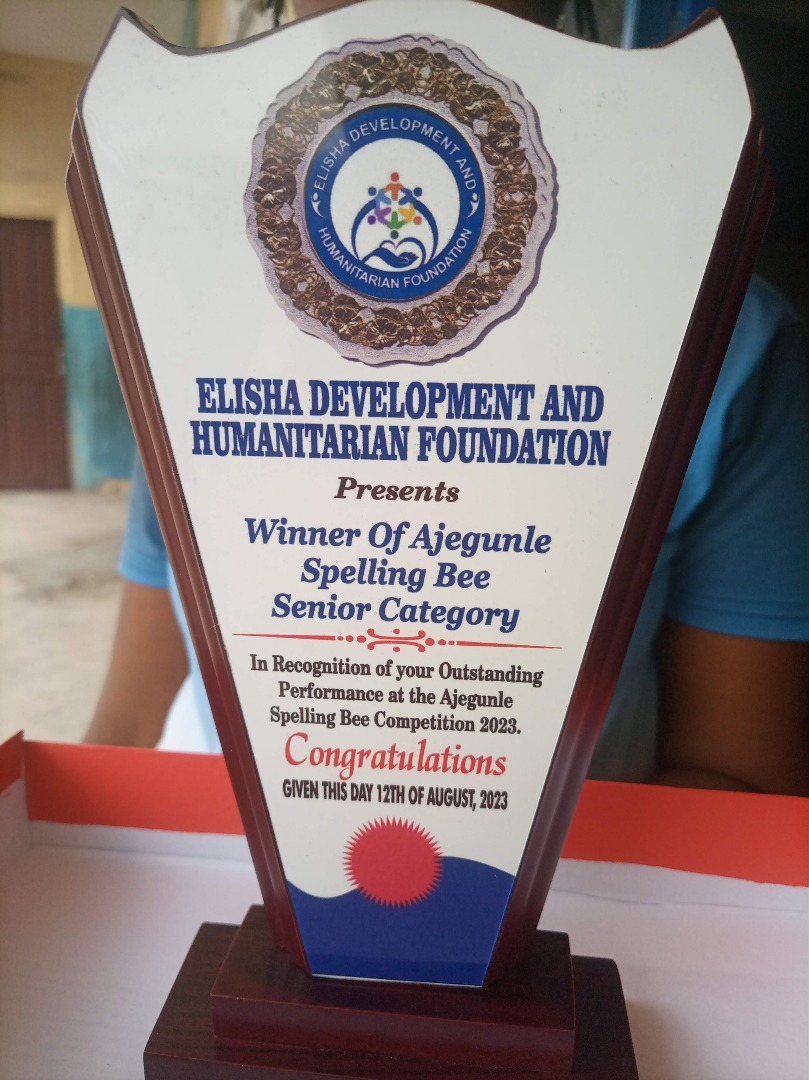 ELISHA DEVELOPMENT AND
HUMANITARIAN FOUNDATION
ELISHA DEVELOPMENT AND
HUMANITARIAN FOUNDATION
Presents
Winner Of Ajegunle
Spelling Bee
Senior Category
In Recognition of your Outstanding
Performance at the Ajegunle
Spelling Bee Competition 2023.
Congratulations
GIVEN THIS DAY 12TH OF AUGUST, 2023